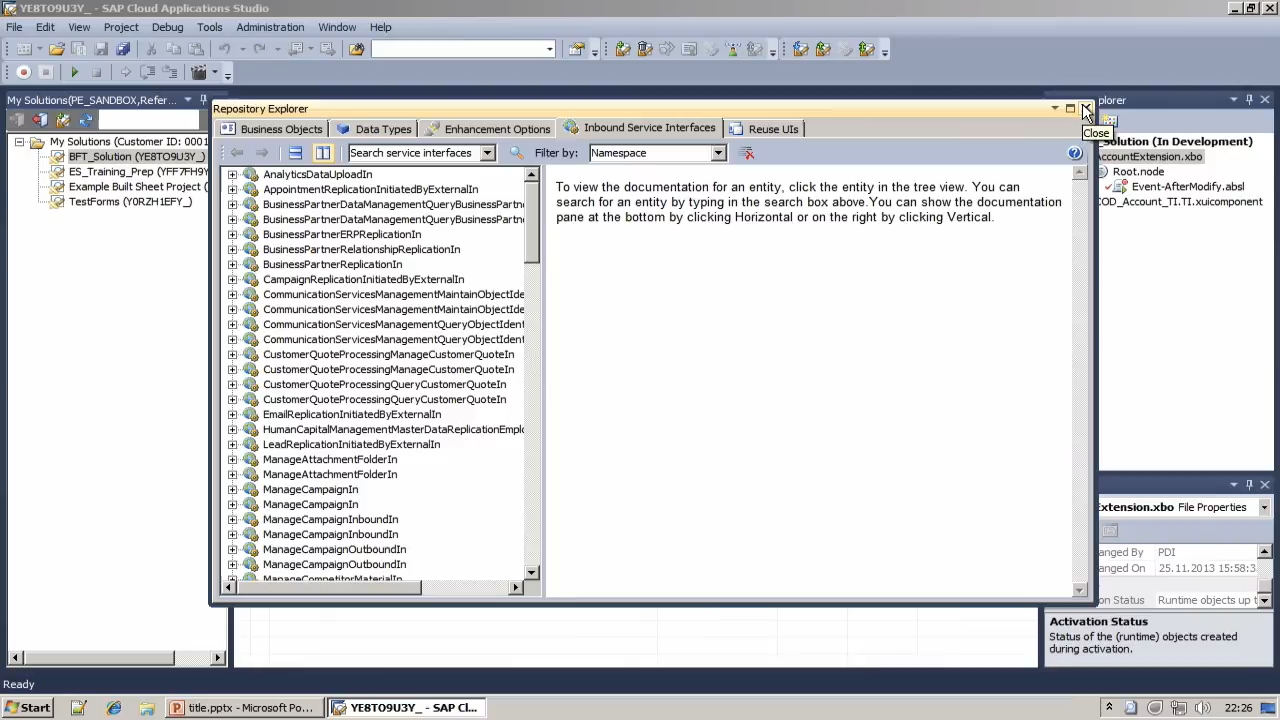 YE8TO9U3Y_ - SAP Cloud Applications Studio
File Edit View Project Debug Tools Administration Window Help
My Solutions(PE_SANDBOX,Refer...
My Solutions (Customer ID: 0001
BFT_Solution (YE8TO9U3Y_)
ES_Training_Prep (YFF7FH9Y
Example Built Sheet Project (
TestForms (Y0RZH1EFY_)
Repository Explorer
Business Objects Data Types Enhancement Options Inbound Service Interfaces Reuse UIs
Search service interfaces Filter by: Namespace
AnalyticsDataUploadIn
AppointmentReplicationInitiatedByExternalIn
BusinessPartnerDataManagementQueryBusinessPartn
BusinessPartnerDataManagementQueryBusinessPartn
BusinessPartnerERPReplicationIn
BusinessPartnerRelationshipReplicationIn
BusinessPartnerReplicationIn
CampaignReplicationInitiatedByExternalIn
CommunicationServicesManagementMaintainObjectIde
CommunicationServicesManagementMaintainObjectIde
CommunicationServicesManagementQueryObjectIdent
CommunicationServicesManagementQueryObjectIdent
CustomerQuoteProcessingManageCustomerQuoteIn
CustomerQuoteProcessingManageCustomerQuoteIn
CustomerQuoteProcessingQueryCustomerQuoteIn
CustomerQuoteProcessingQueryCustomerQuoteIn
EmailReplicationInitiatedByExternalIn
HumanCapitalManagementMasterDataReplicationEmplo
LeadReplicationInitiatedByExternalIn
ManageAttachmentFolderIn
ManageAttachmentFolderIn
ManageCampaignIn
ManageCampaignIn
ManageCampaignInboundIn
ManageCampaignInboundIn
ManageCampaignOutboundIn
ManageCampaignOutboundIn
ManageCompetitorMaterialIn
To view the documentation for an entity, click the entity in the tree view. You can
search for an entity by typing in the search box above.You can show the documentation
pane at the bottom by clicking Horizontal or on the right by clicking Vertical.
Close
plorer
_Solution (In Development)
AccountExtension.xbo
Root.node
Event-AfterModify.absl
COD_Account_TI.TI.xuicomponent
Extension.xbo File Properties
anged By PDI
anged On 25.11.2013 15:58:3
on Status Runtime objects up t
Activation Status
Status of the (runtime) objects created
during activation.
Ready
Start title.pptx - Microsoft Po... YE8TO9U3Y_ - SAP Cl... 22:26